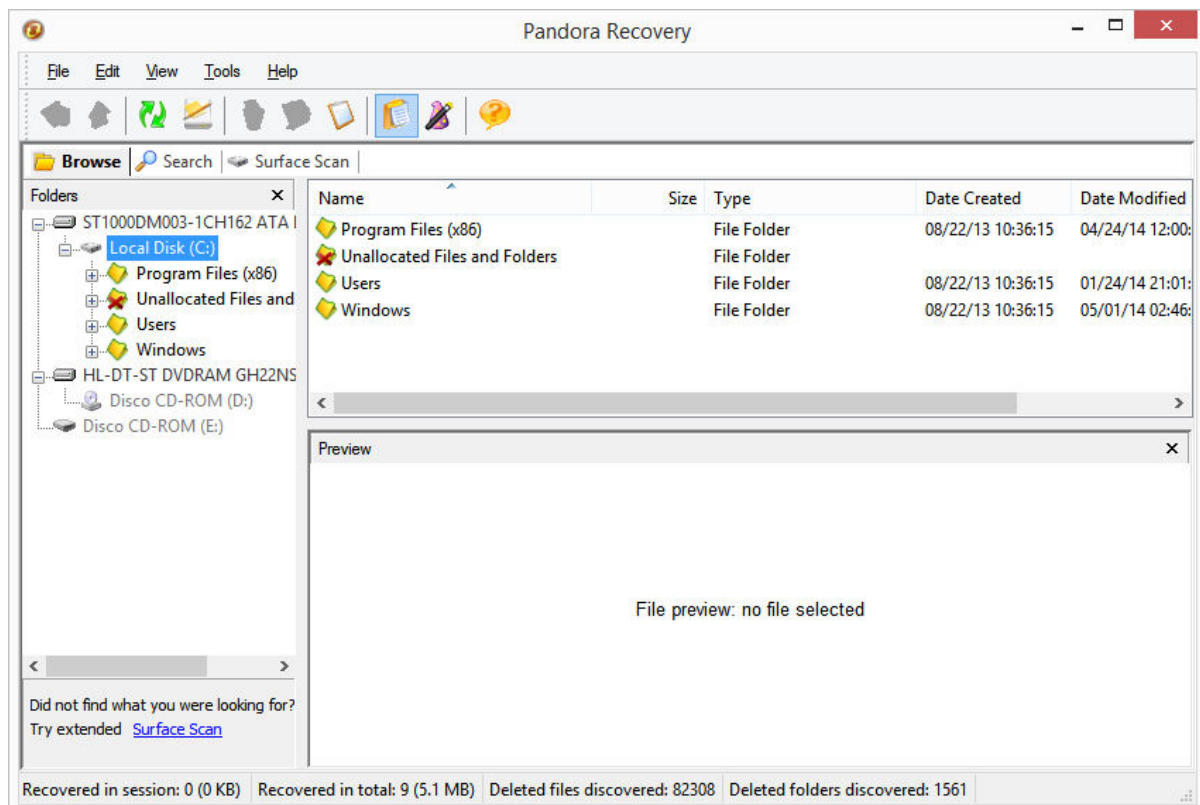 Pandora Recovery
File Edit View Tools Help
Browse Search Surface Scan
Folders
ST1000DM003-1CH162 ATA
Local Disk (C:)
Program Files (x86)
Unallocated Files and
Users
Windows
HL-DT-ST DVDRAM GH22NS
Disco CD-ROM (D:)
Disco CD-ROM (E:)
Did not find what you were looking for?
Try extended Surface Scan
Name Size Type Date Created Date Modified
Program Files (x86) File Folder 08/22/13 10:36:15 04/24/14 12:00:
Unallocated Files and Folders File Folder
Users File Folder 08/22/13 10:36:15 01/24/14 21:01:
Windows File Folder 08/22/13 10:36:15 05/01/14 02:46:
Preview
File preview: no file selected
Recovered in session: 0 (0 KB) Recovered in total: 9 (5.1 MB) Deleted files discovered: 82308 Deleted folders discovered: 1561